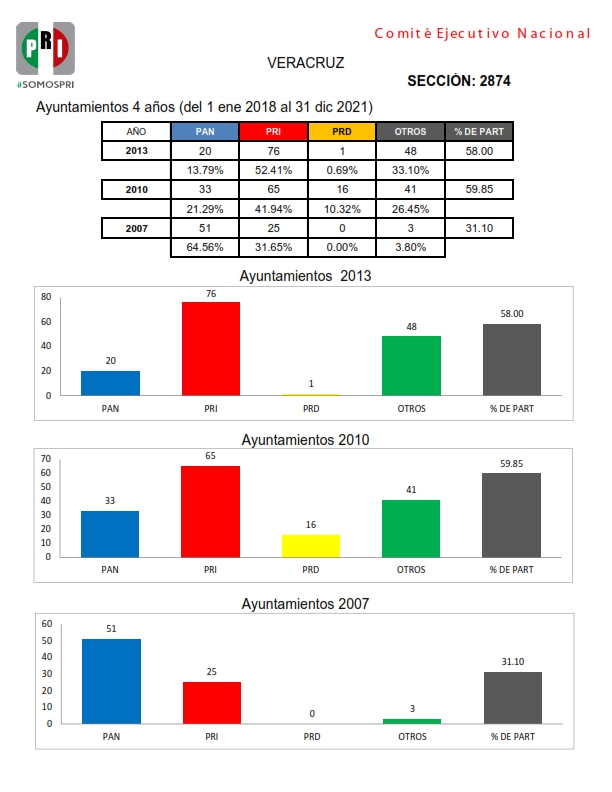 Comité Ejecutivo Nacional
PRI
#SOMOSPRI
VERACRUZ
SECCIÓN: 2874
Ayuntamientos 4 años (del 1 ene 2018 al 31 dic 2021)
AÑO PAN PRI PRD OTROS % DE PART
2013 20 76 1 48 58.00
13.79% 52.41% 0.69% 33.10%
2010 33 65 16 41 59.85
21.29% 41.94% 10.32% 26.45%
2007 51 25 0 3 31.10
64.56% 31.65% 0.00% 3.80%
Ayuntamientos 2013
80
60
40
20
0
20 76 1 48 58.00
PAN PRI PRD OTROS % DE PART
Ayuntamientos 2010
70
60
50
40
30
20
10
0
33 65 16 41 59.85
PAN PRI PRD OTROS % DE PART
Ayuntamientos 2007
60
50
40
30
20
10
0
51 25 0 3 31.10
PAN PRI PRD OTROS % DE PART